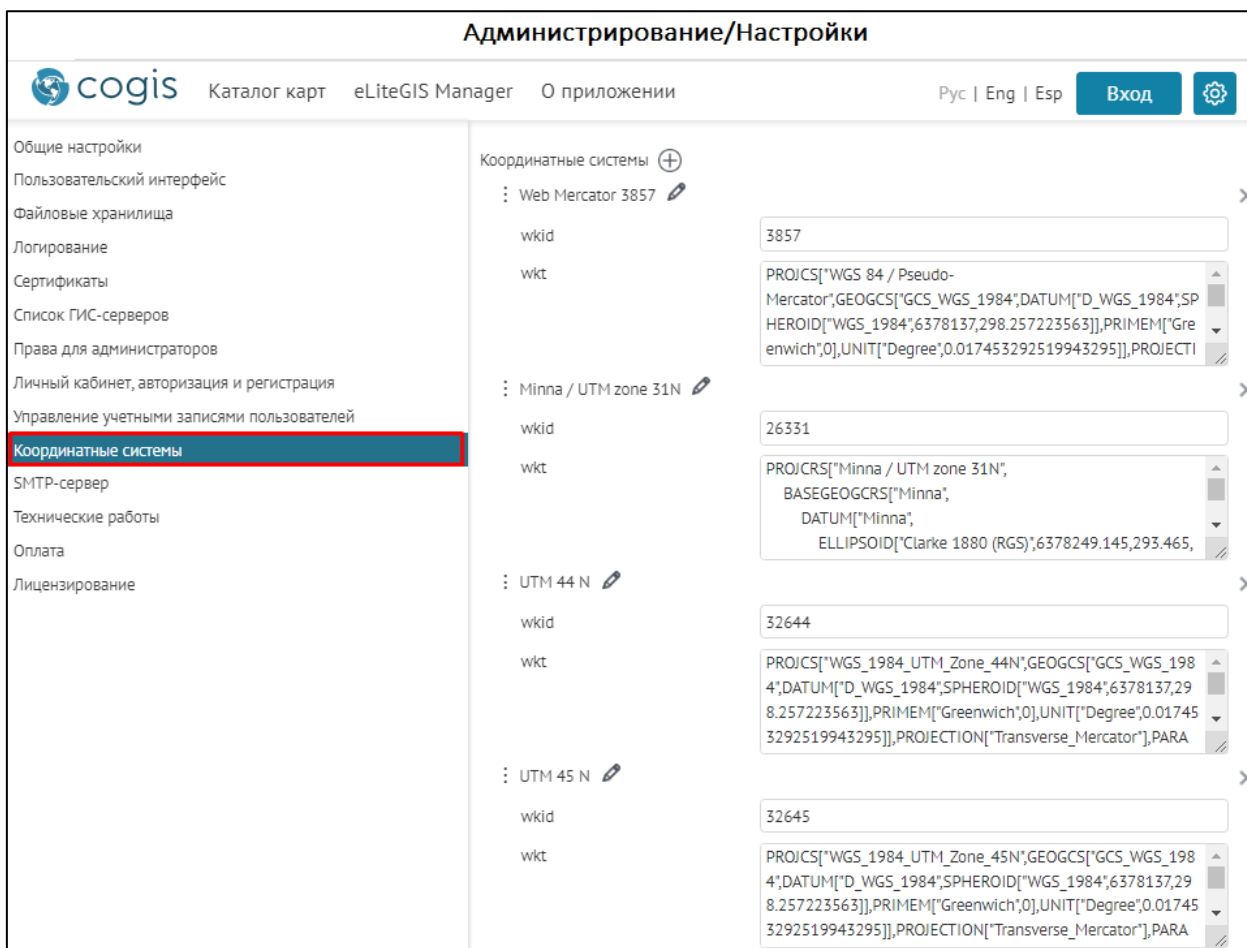 Администрирование/Настройки
cogis Каталог карт eLiteGIS Manager О приложении Рус | Eng | Esp Вход
Общие настройки
Пользовательский интерфейс
Файловые хранилища
Логирование
Сертификаты
Список ГИС-серверов
Права для администраторов
Личный кабинет, авторизация и регистрация
Управление учетными записями пользователей
Координатные системы
SMTP-сервер
Технические работы
Оплата
Лицензирование
Координатные системы
Web Mercator 3857
wkid 3857
wkt PROJCS["WGS 84 / Pseudo-
Mercator",GEOGCS["GCS_WGS_1984",DATUM["D_WGS_1984",SP
HEROID["WGS_1984",6378137,298.257223563]],PRIMEM["Gre
enwich",0],UNIT["Degree",0.017453292519943295]],PROJECTI
Minna / UTM zone 31N
wkid 26331
wkt PROJCRS["Minna / UTM zone 31N",
BASEGEOGCRS["Minna",
DATUM["Minna",
ELLIPSOID["Clarke 1880 (RGS)",6378249.145,293.465,
UTM 44 N
wkid 32644
wkt PROJCS["WGS_1984_UTM_Zone_44N",GEOGCS["GCS_WGS_198
4",DATUM["D_WGS_1984",SPHEROID["WGS_1984",6378137,29
8.257223563]],PRIMEM["Greenwich",0],UNIT["Degree",0.01745
3292519943295]],PROJECTION["Transverse_Mercator"],PARA
UTM 45 N
wkid 32645
wkt PROJCS["WGS_1984_UTM_Zone_45N",GEOGCS["GCS_WGS_198
4",DATUM["D_WGS_1984",SPHEROID["WGS_1984",6378137,29
8.257223563]],PRIMEM["Greenwich",0],UNIT["Degree",0.01745
3292519943295]],PROJECTION["Transverse_Mercator"],PARA